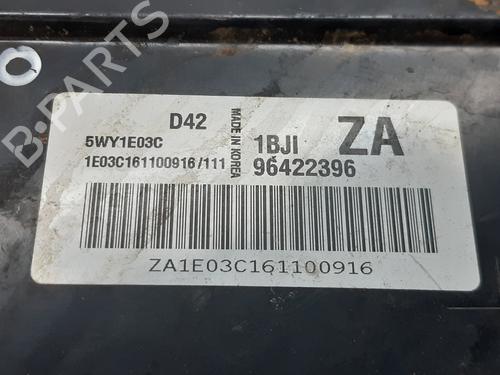 B-PARTS
D42
5WY1E03C
1E03C161100916/111
MADE IN KOREA
1BJI
ZA
96422396
ZA1E03C161100916